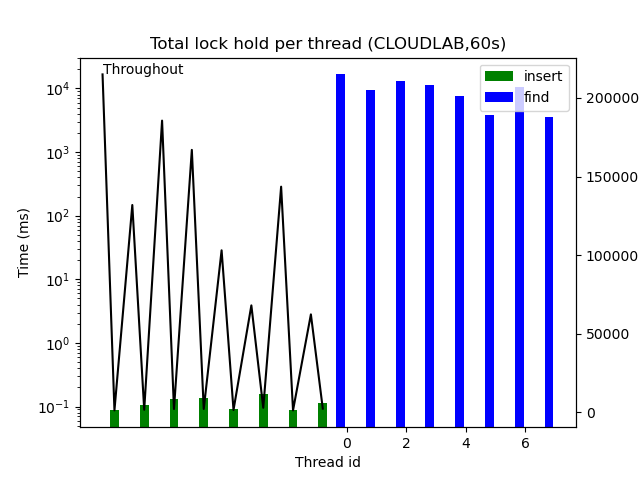 Total lock hold per thread (CLOUDLAB,60s)
Throughout
insert
find
10^4
10^3
10^2
10^1
10^0
10^-1
Time (ms)
200000
150000
100000
50000
0
0 2 4 6
Thread id